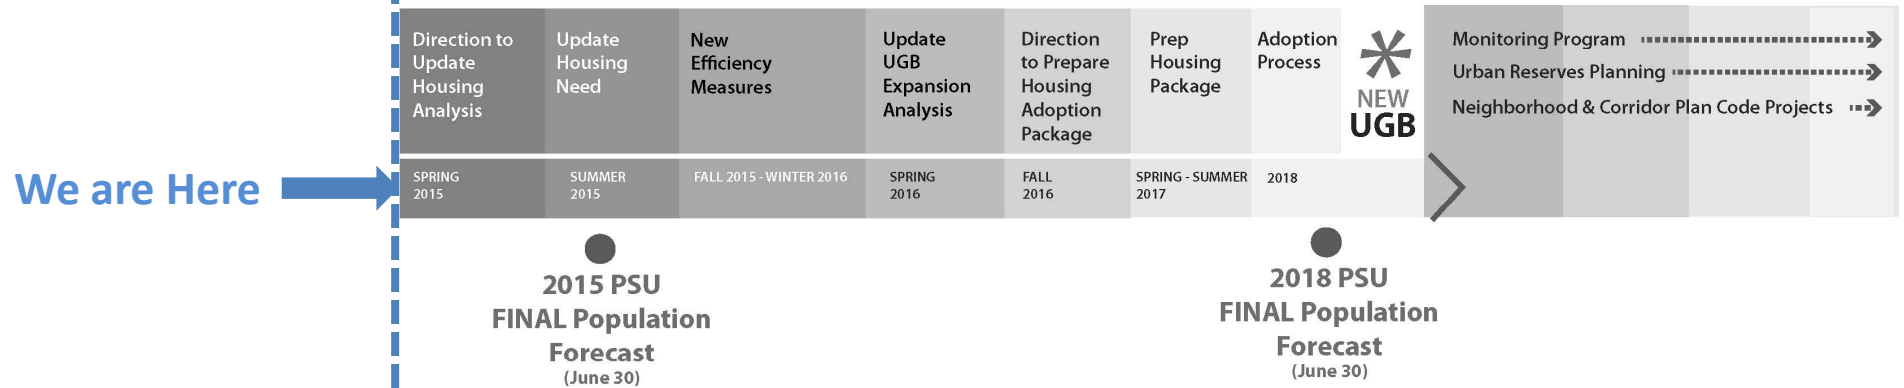 We are Here
Direction to
Update
Housing
Analysis
SPRING
2015
Update
Housing
Need
SUMMER
2015
New
Efficiency
Measures
FALL 2015 - WINTER 2016
Update
UGB
Expansion
Analysis
SPRING
2016
Direction
to Prepare
Housing
Adoption
Package
FALL
2016
Prep
Housing
Package
SPRING - SUMMER
2017
Adoption
Process
2018
NEW
UGB
Monitoring Program
Urban Reserves Planning
Neighborhood & Corridor Plan Code Projects
2015 PSU
FINAL Population
Forecast
(June 30)
2018 PSU
FINAL Population
Forecast
(June 30)